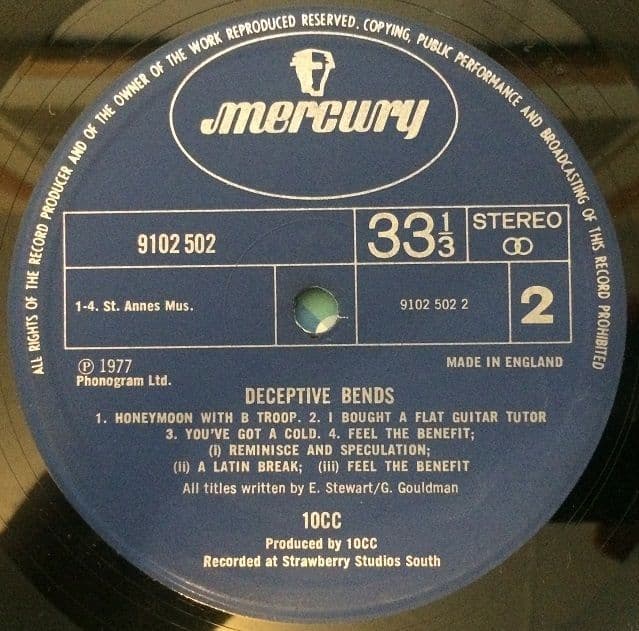 ALL RIGHTS OF THE RECORD PRODUCER AND OF THE OWNER OF THE WORK REPRODUCED RESERVED. COPYING, PUBLIC PERFORMANCE AND BROADCASTING OF THIS RECORD PROHIBITED
mercury
9102 502
33 1/3
STEREO
1-4. St. Annes Mus.
9102 502 2
2
℗ 1977
Phonogram Ltd.
MADE IN ENGLAND
DECEPTIVE BENDS
1. HONEYMOON WITH B TROOP. 2. I BOUGHT A FLAT GUITAR TUTOR
3. YOU'VE GOT A COLD. 4. FEEL THE BENEFIT;
(i) REMINISCE AND SPECULATION;
(ii) A LATIN BREAK; (iii) FEEL THE BENEFIT
All titles written by E. Stewart/G. Gouldman
10CC
Produced by 10CC
Recorded at Strawberry Studios South